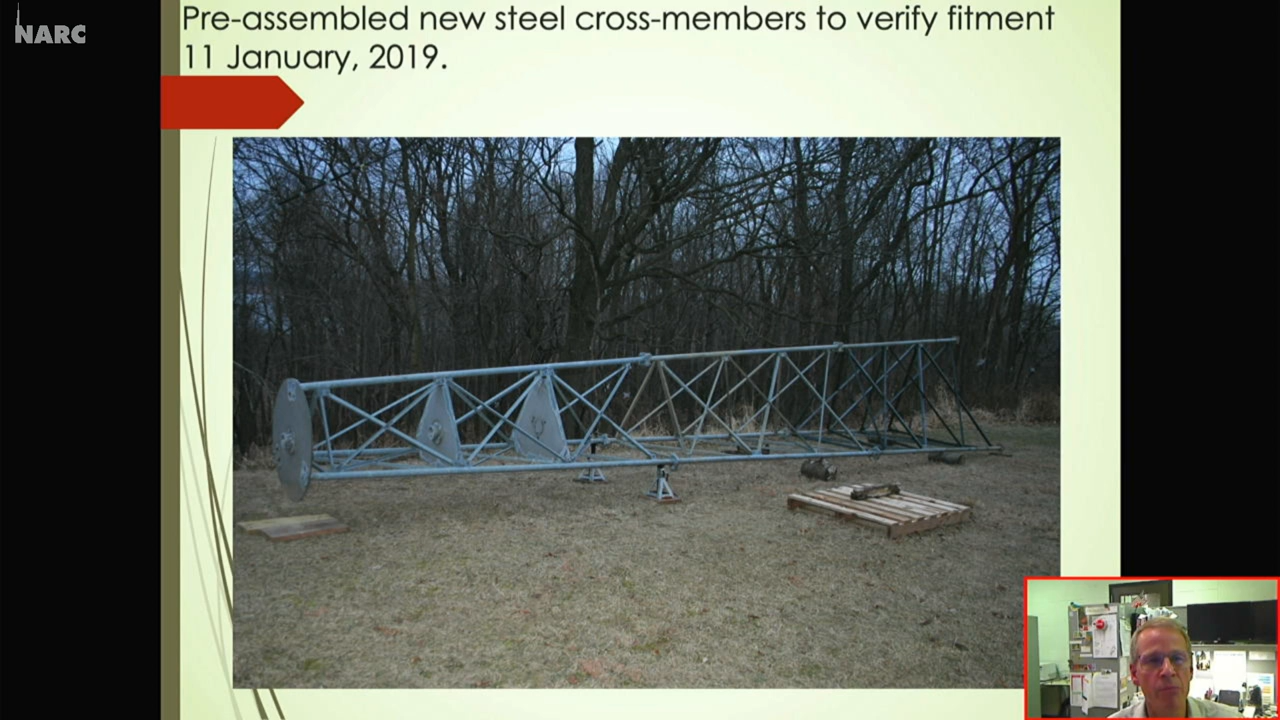 NARC
Pre-assembled new steel cross-members to verify fitment
11 January, 2019.